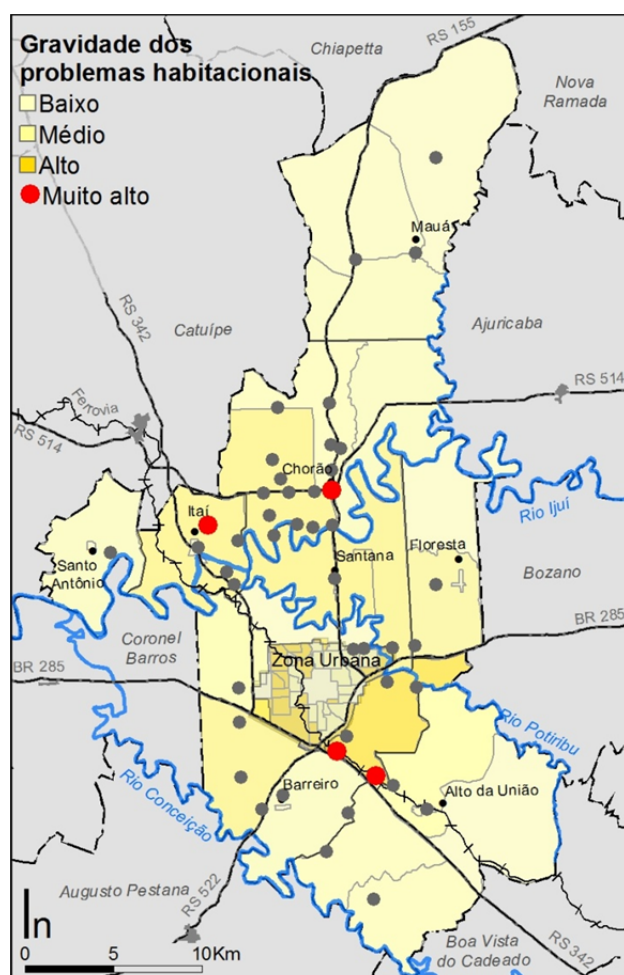 Gravidade dos
problemas habitacionais
Baixo
Médio
Alto
Muito alto
Chiapetta
RS 155
Nova
Ramada
Mauá
RS 342
Catuípe
Ajuricaba
Ferrovia
RS 514
RS 514
Chorão
Rio Ijuí
Itaí
Santo
Antônio
Santana
Floresta
Bozano
Coronel
Barros
BR 285
BR 285
Zona Urbana
Rio Potiribu
Rio Conceição
Barreiro
Alto da União
Augusto Pestana
RS 522
Boa Vista
do Cadeado
RS 342
0 5 10Km